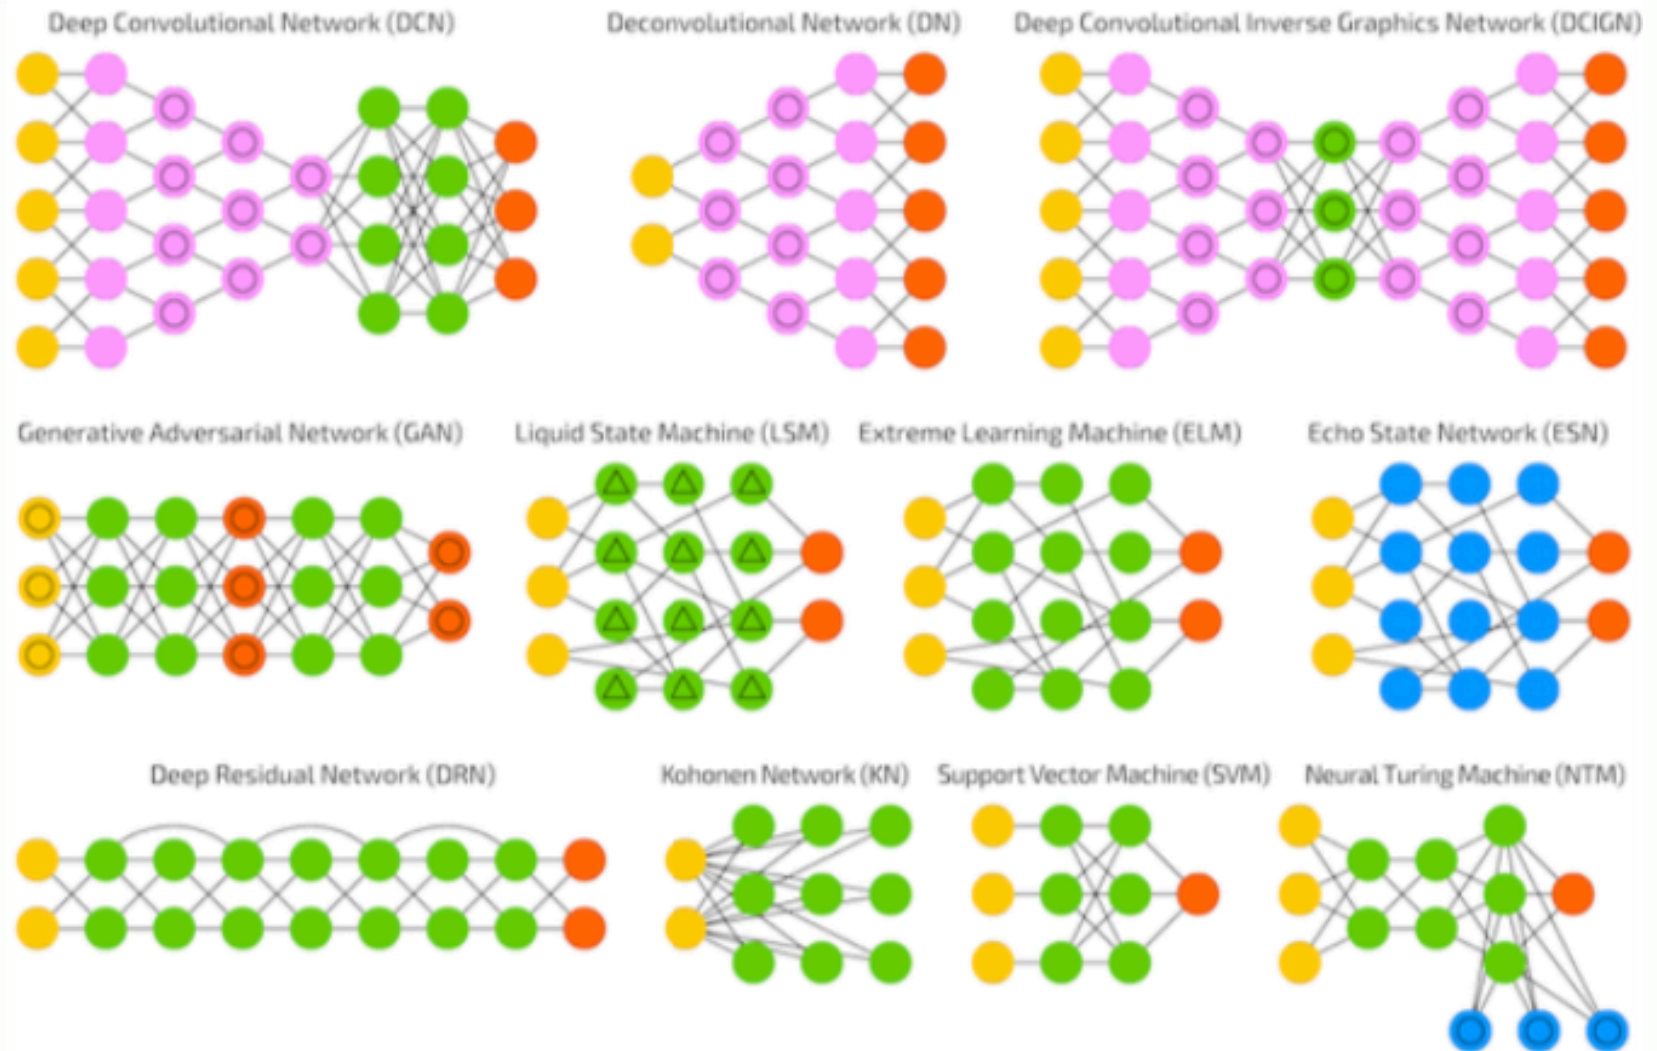 Deep Convolutional Network (DCN)
Deconvolutional Network (DN)
Deep Convolutional Inverse Graphics Network (DCIGN)
Generative Adversarial Network (GAN)
Liquid State Machine (LSM)
Extreme Learning Machine (ELM)
Echo State Network (ESN)
Deep Residual Network (DRN)
Kohonen Network (KN)
Support Vector Machine (SVM)
Neural Turing Machine (NTM)